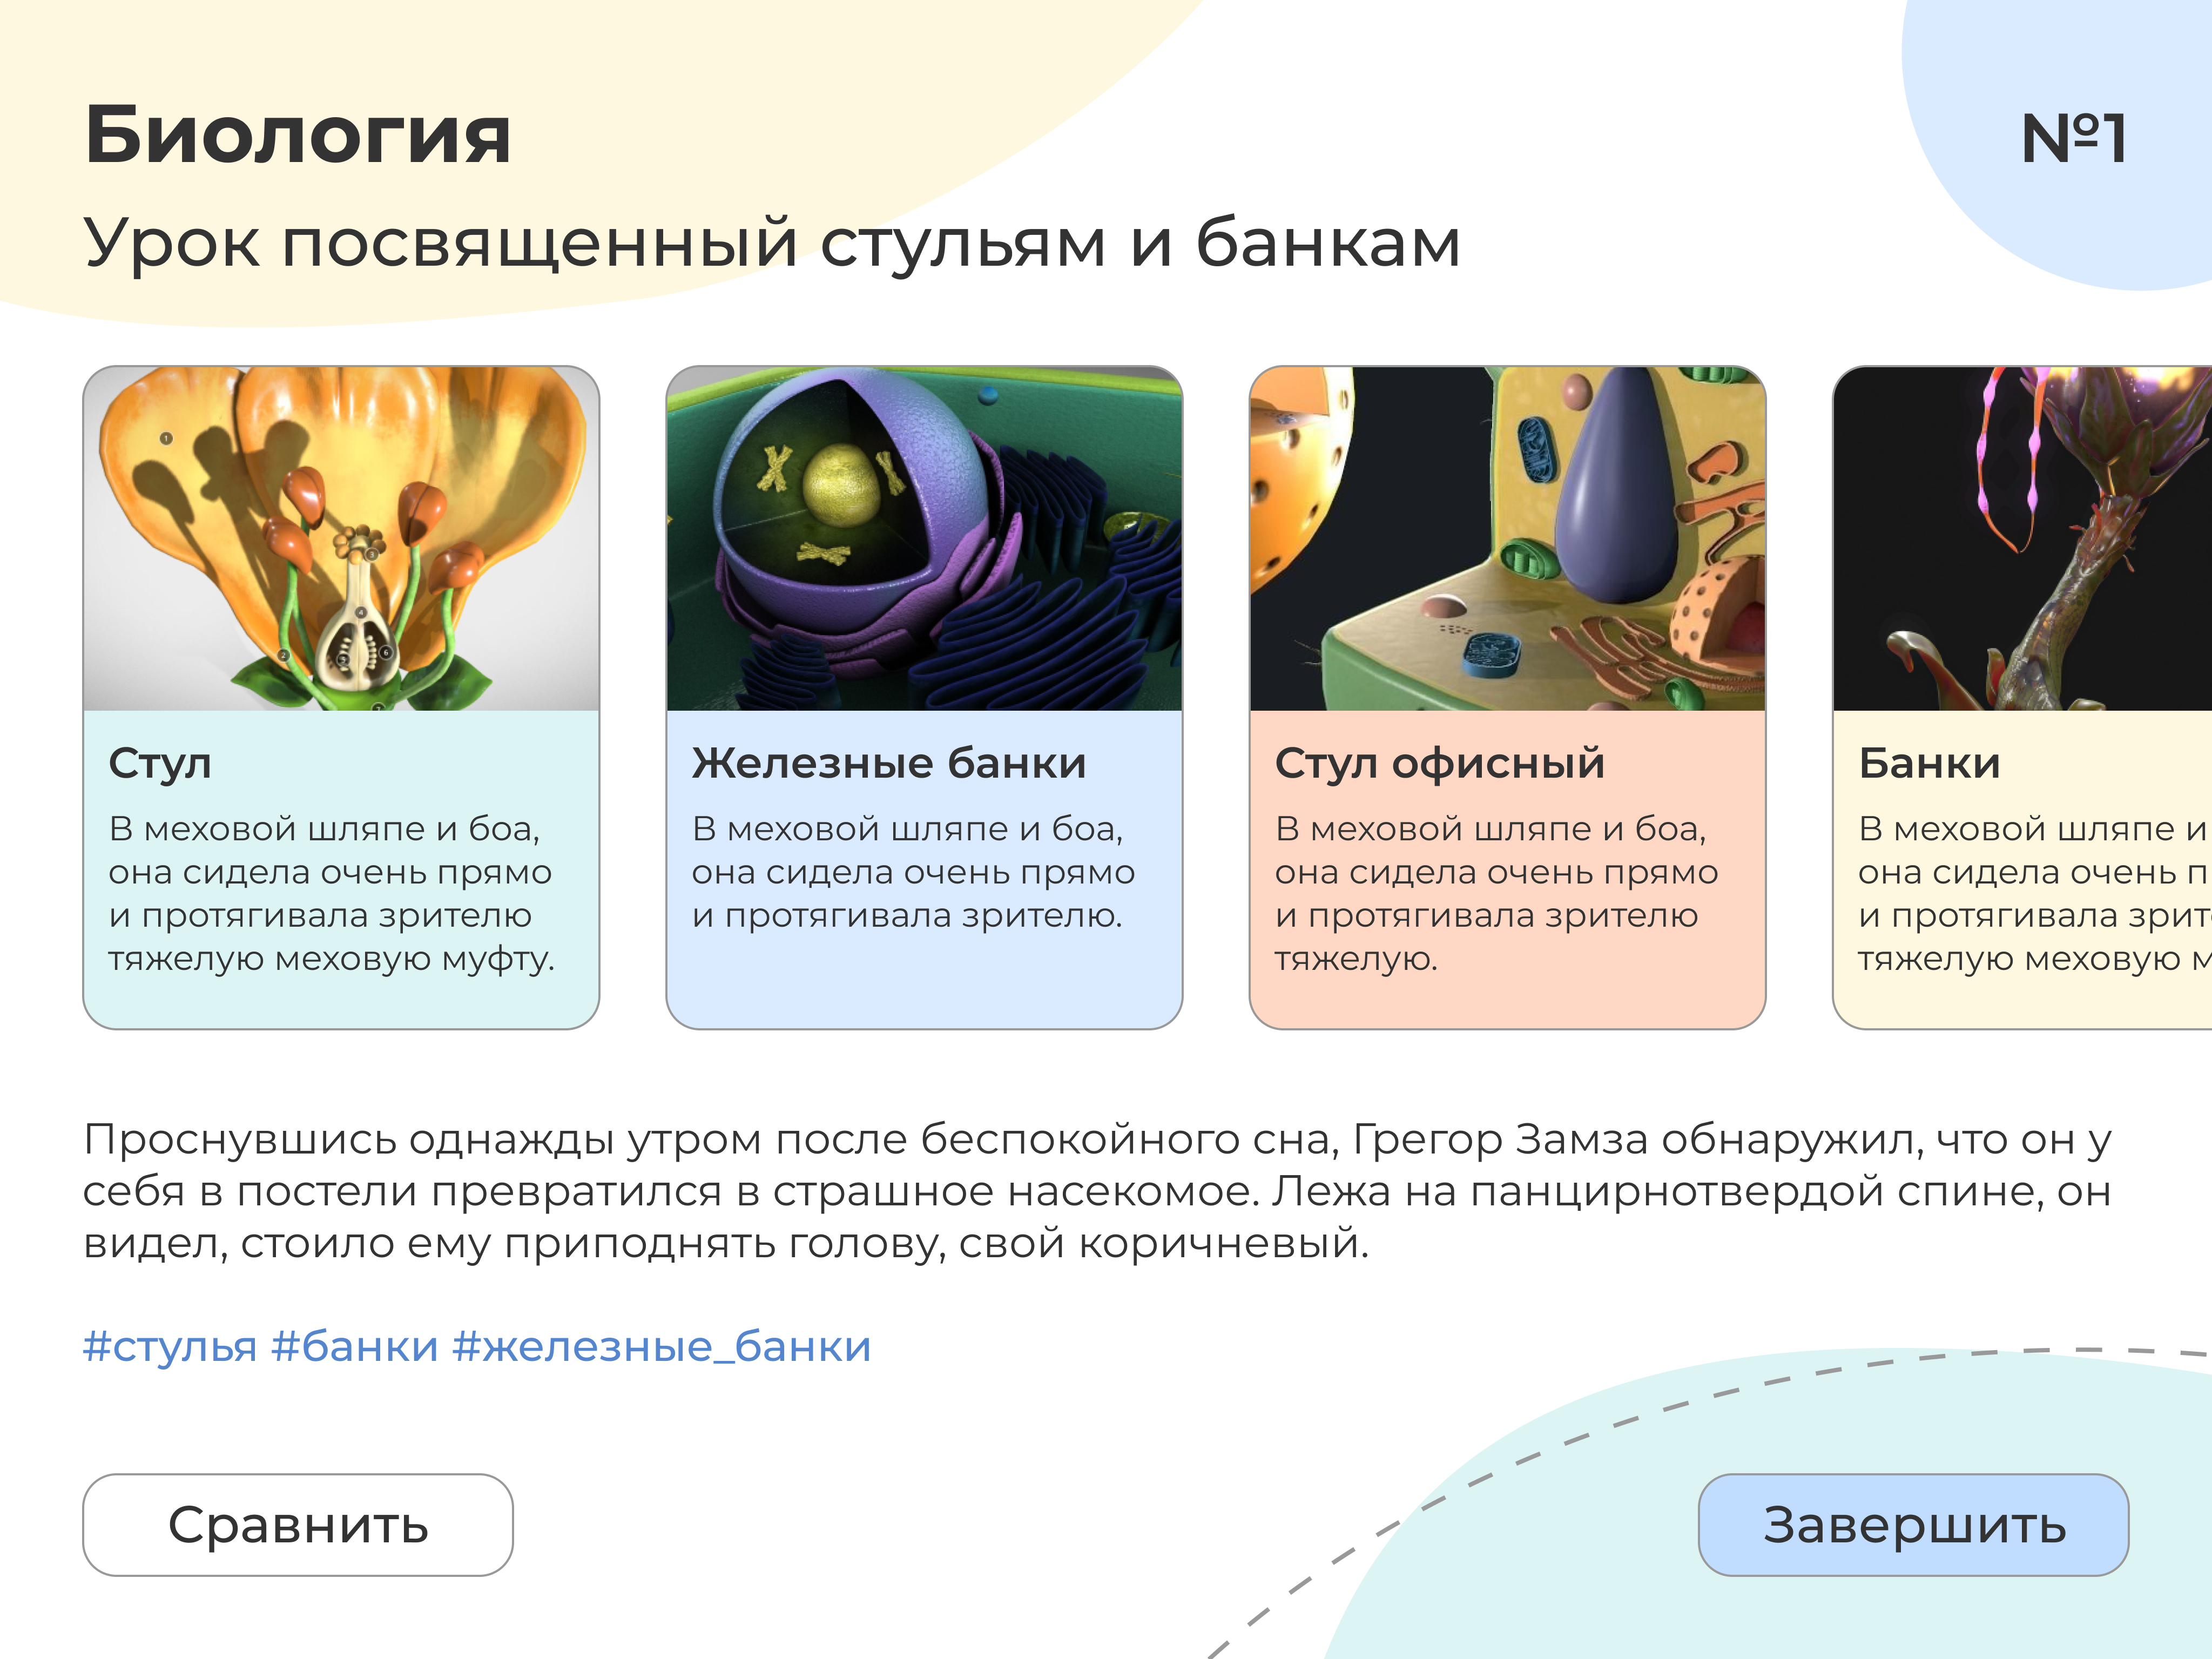 Биология
№1
Урок посвященный стульям и банкам
Стул
В меховой шляпе и боа,
она сидела очень прямо
и протягивала зрителю
тяжелую меховую муфту.
Железные банки
В меховой шляпе и боа,
она сидела очень прямо
и протягивала зрителю.
Стул офисный
В меховой шляпе и боа,
она сидела очень прямо
и протягивала зрителю
тяжелую.
Банки
В меховой шляпе и
она сидела очень п
и протягивала зрит
тяжелую меховую м
Проснувшись однажды утром после беспокойного сна, Грегор Замза обнаружил, что он у
себя в постели превратился в страшное насекомое. Лежа на панцирнотвердой спине, он
видел, стоило ему приподнять голову, свой коричневый.
#стулья #банки #железные_банки
Сравнить
Завершить